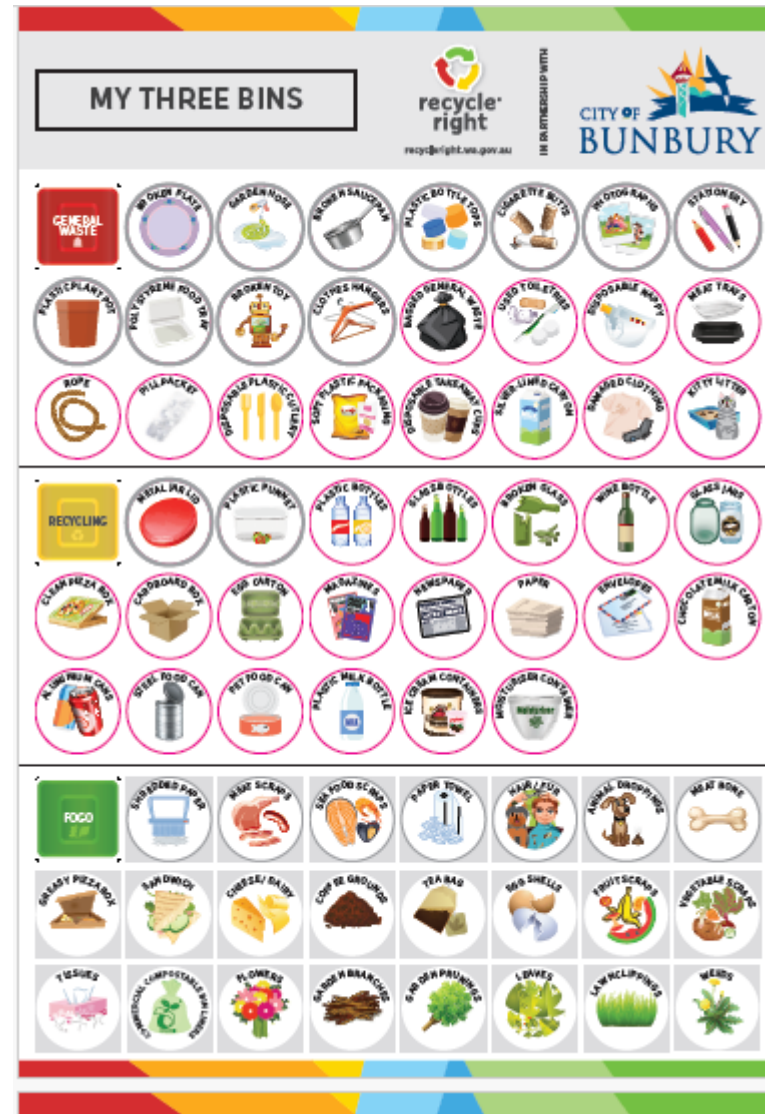 MY THREE BINS
recycle
right
recycleright.wa.gov.au
IN PARTNERSHIP WITH
CITY OF
BUNBURY
GENERAL
WASTE
BROKEN PLATE
GARDEN HOSE
BROKEN SAUCEPAN
PLASTIC BOTTLE TOPS
CIGARETTE BUTTS
PHOTOGRAPHS
STATIONERY
PLASTIC PLANT POT
POLYSTYRENE FOOD TRAY
BROKEN TOY
CLOTHES HANGERS
BAGGED GENERAL WASTE
USED TOILETRIES
DISPOSABLE NAPPY
MEAT TRAYS
ROPE
PILL PACKET
DISPOSABLE PLASTIC CUTLERY
SOFT PLASTIC PACKAGING
DISPOSABLE TAKEAWAY CUPS
SILVER-LINED CARTON
DAMAGED CLOTHING
KITTY LITTER
RECYCLING
METAL JAR LID
PLASTIC PUNNET
PLASTIC BOTTLES
GLASS BOTTLES
BROKEN GLASS
WINE BOTTLE
GLASS JARS
CLEAN PIZZA BOX
CARDBOARD BOX
EGG CARTON
MAGAZINES
NEWSPAPER
PAPER
ENVELOPES
CHOCOLATE MILK CARTON
ALUMINIUM CANS
STEEL FOOD CAN
PET FOOD CAN
PLASTIC MILK BOTTLE
MILK
ICE CREAM CONTAINERS
MOISTURISER CONTAINER
Moisturiser
FOGO
SHREDDED PAPER
MEAT SCRAPS
SEAFOOD SCRAPS
PAPER TOWEL
HAIR / FUR
ANIMAL DROPPINGS
MEAT BONE
GREASY PIZZA BOX
SANDWICH
CHEESE/ DAIRY
COFFEE GROUNDS
TEA BAG
EGG SHELLS
FRUIT SCRAPS
VEGETABLE SCRAPS
TISSUES
COMMERCIAL COMPOSTABLE BIN LINERS
FLOWERS
GARDEN BRANCHES
GARDEN PRUNINGS
LEAVES
LAWN CLIPPINGS
WEEDS